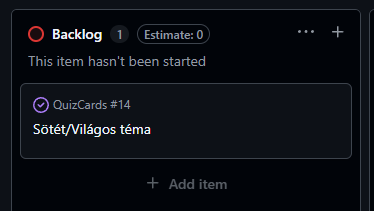 Backlog 1 Estimate: 0
This item hasn't been started
QuizCards #14
Sötét/Világos téma
Add item